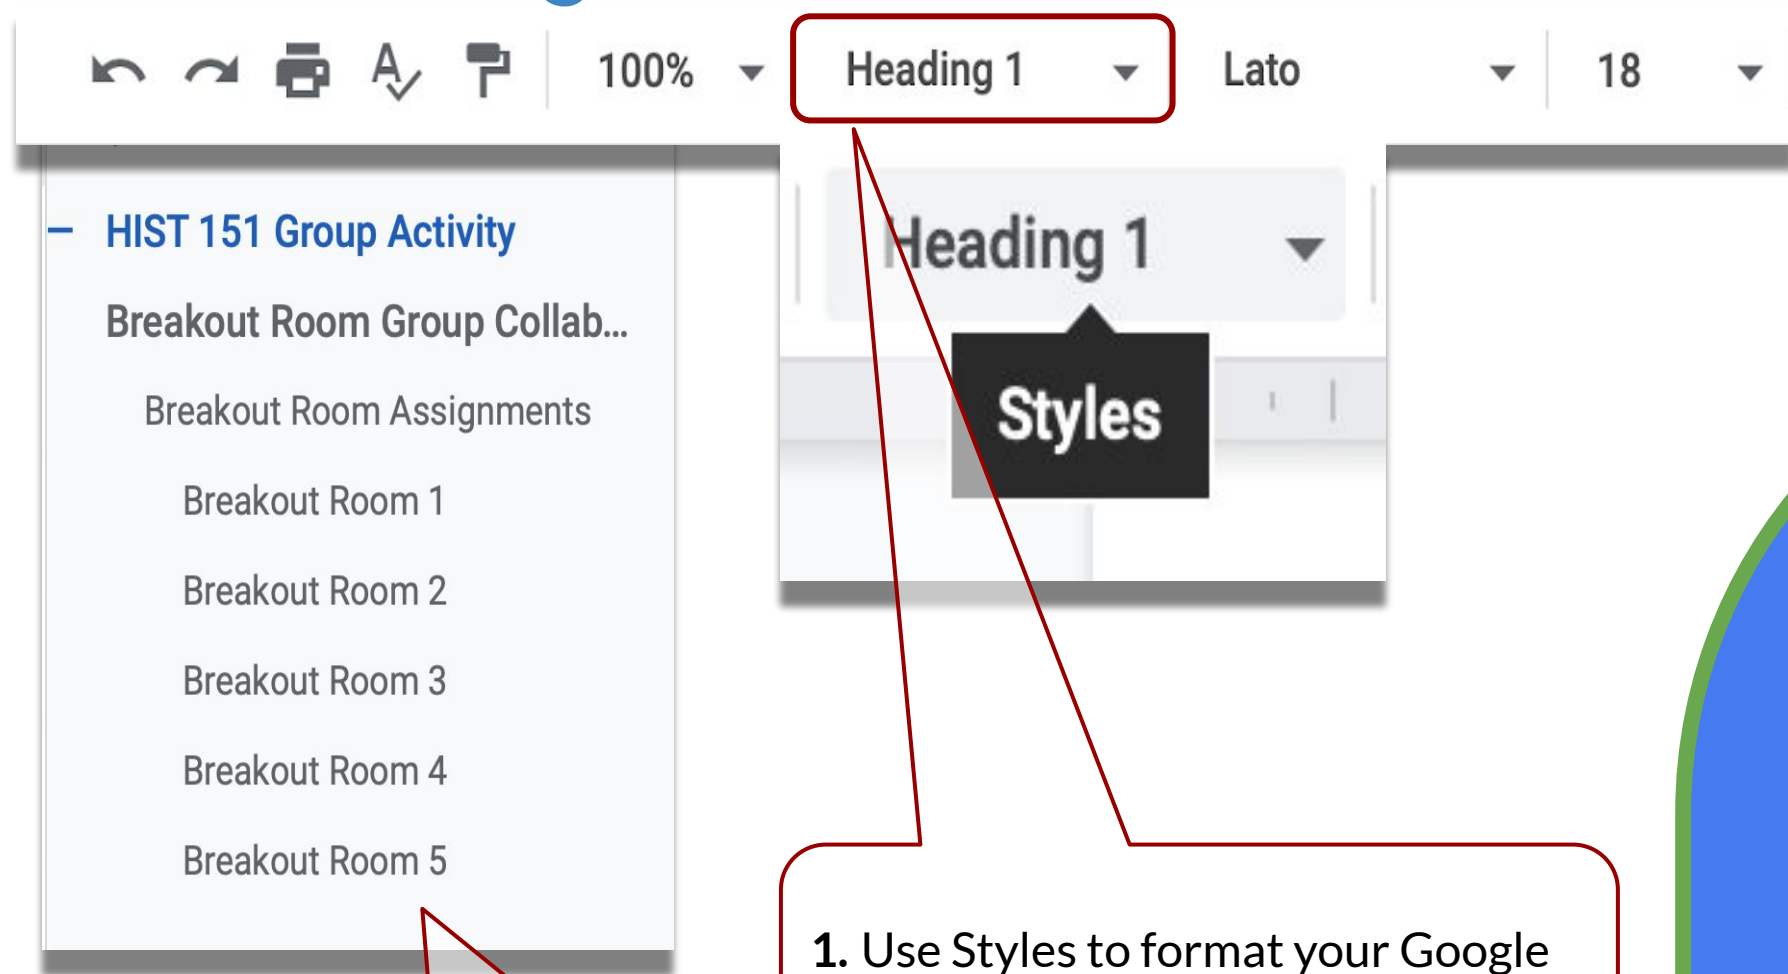 100% Heading 1 Lato 18
HIST 151 Group Activity
Breakout Room Group Collab...
Breakout Room Assignments
Breakout Room 1
Breakout Room 2
Breakout Room 3
Breakout Room 4
Breakout Room 5
Heading 1
Styles
1. Use Styles to format your Google